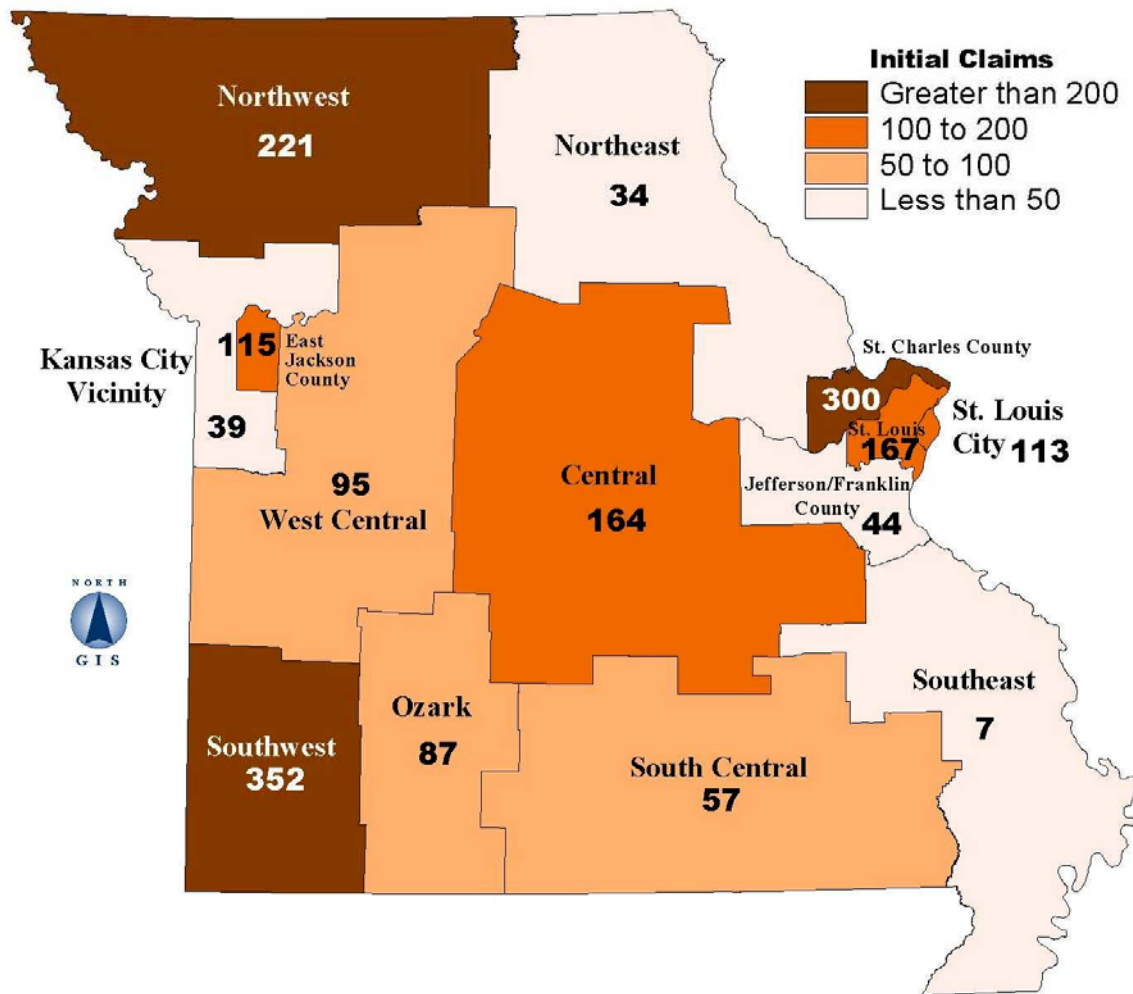 Initial Claims
Greater than 200
100 to 200
50 to 100
Less than 50
Northwest
221
Northeast
34
115
East
Jackson
County
Kansas City
Vicinity
39
St. Charles County
300
St. Louis
167
St. Louis
City 113
95
West Central
Central
164
Jefferson/Franklin
County
44
NORTH
GIS
Southwest
352
Ozark
87
South Central
57
Southeast
7